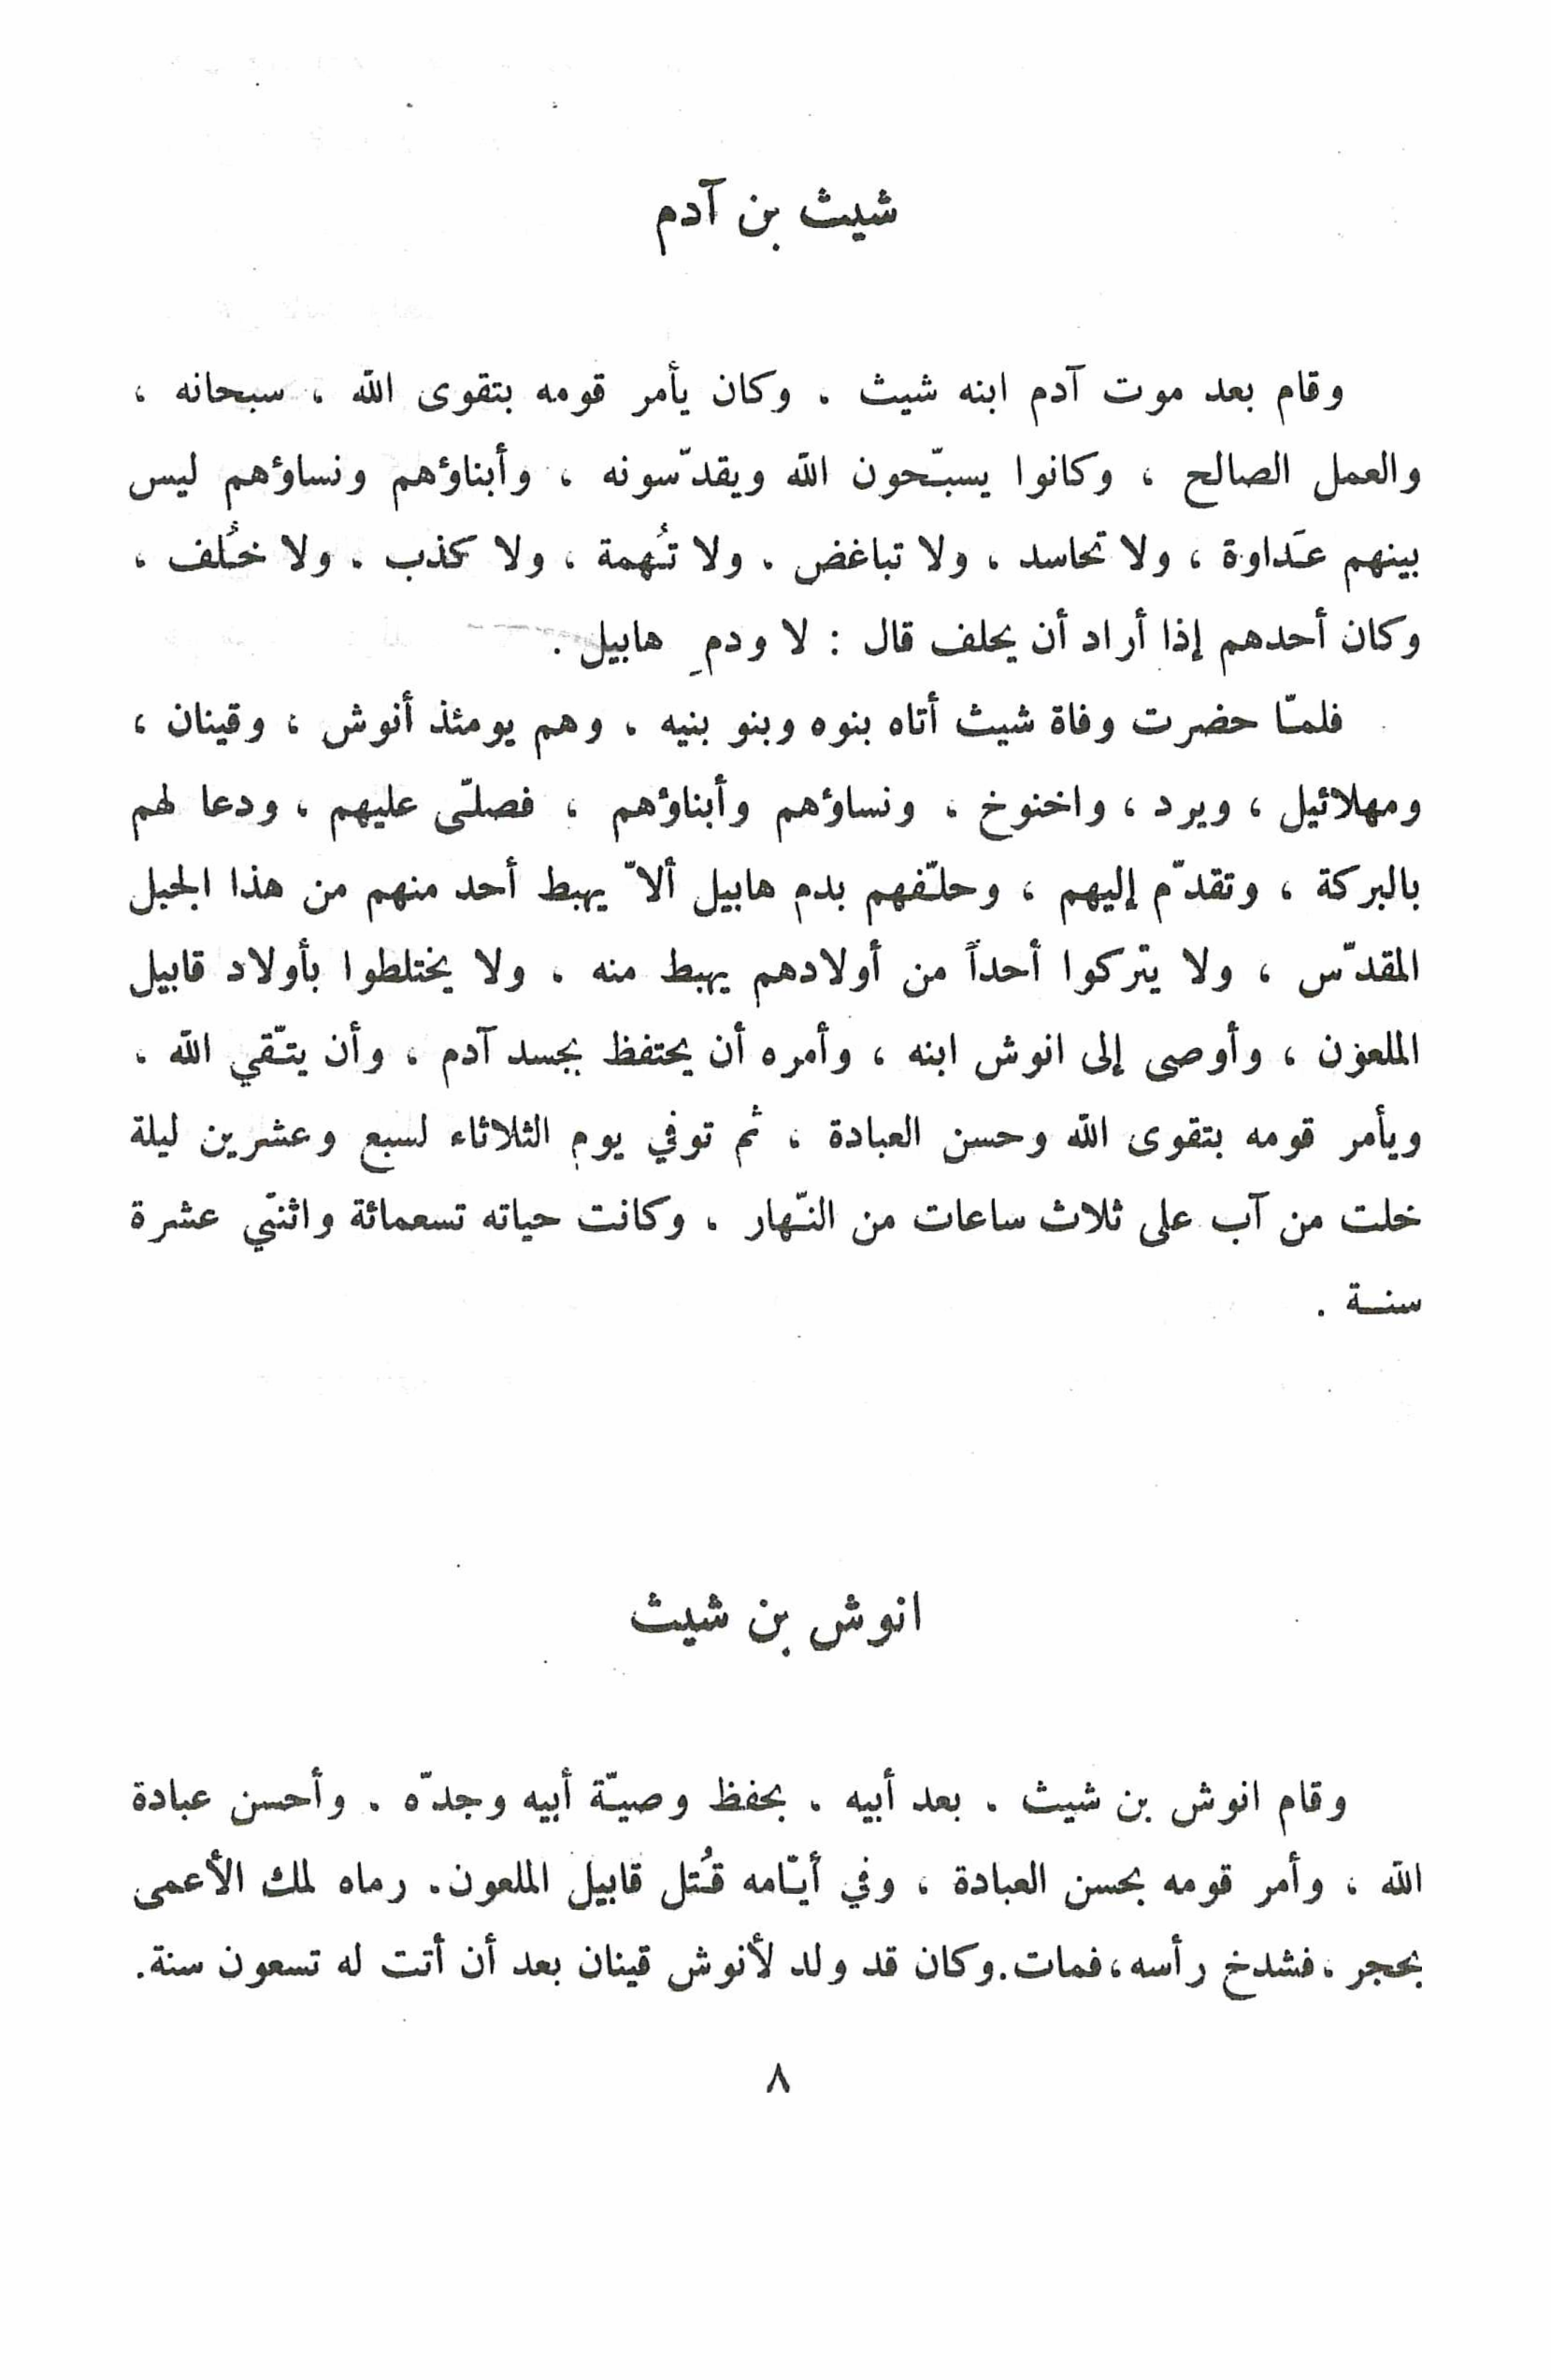 شيث بن آدم
وقام بعد موت آدم ابنه شيث ، وكان يأمر قومه بتقوى الله ، سبحانه ،
والعمل الصالح ، وكانوا يسبّحون الله ويقدّسونه ، وأبناؤهم ونساؤهم ليس
بينهم عَداوة ، ولا تحاسد ، ولا تباغض ، ولا تُهمة ، ولا كذب ، ولا خُلف ،
وكان أحدهم إذا أراد أن يحلف قال : لا ودمِ هابيل .
فلمّا حضرت وفاة شيث أتاه بنوه وبنو بنيه ، وهم يومئذ أنوش ، وقينان ،
ومهلائيل ، ويرد ، واخنوخ ، ونساؤهم وأبناؤهم ، فصلّى عليهم ، ودعا لهم
بالبركة ، وتقدّم إليهم ، وحلّفهم بدم هابيل ألاّ يهبط أحد منهم من هذا الجبل
المقدّس ، ولا يتركوا أحداً من أولادهم يهبط منه ، ولا يختلطوا بأولاد قابيل
الملعون ، وأوصى إلى انوش ابنه ، وأمره أن يحتفظ بجسد آدم ، وأن يتّقي الله ،
ويأمر قومه بتقوى الله وحسن العبادة ، ثم توفي يوم الثلاثاء لسبع وعشرين ليلة
خلت من آب على ثلاث ساعات من النّهار ، وكانت حياته تسعمائة واثنتي عشرة
سنة .
انوش بن شيث
وقام انوش بن شيث ، بعد أبيه ، بحفظ وصيّة أبيه وجدّه ، وأحسن عبادة
الله ، وأمر قومه بحسن العبادة ، وفي أيّامه قُتل قابيل الملعون، رماه لمك الأعمى
بحجر ، فشدخ رأسه، فمات. وكان قد ولد لأنوش قينان بعد أن أتت له تسعون سنة.
٨